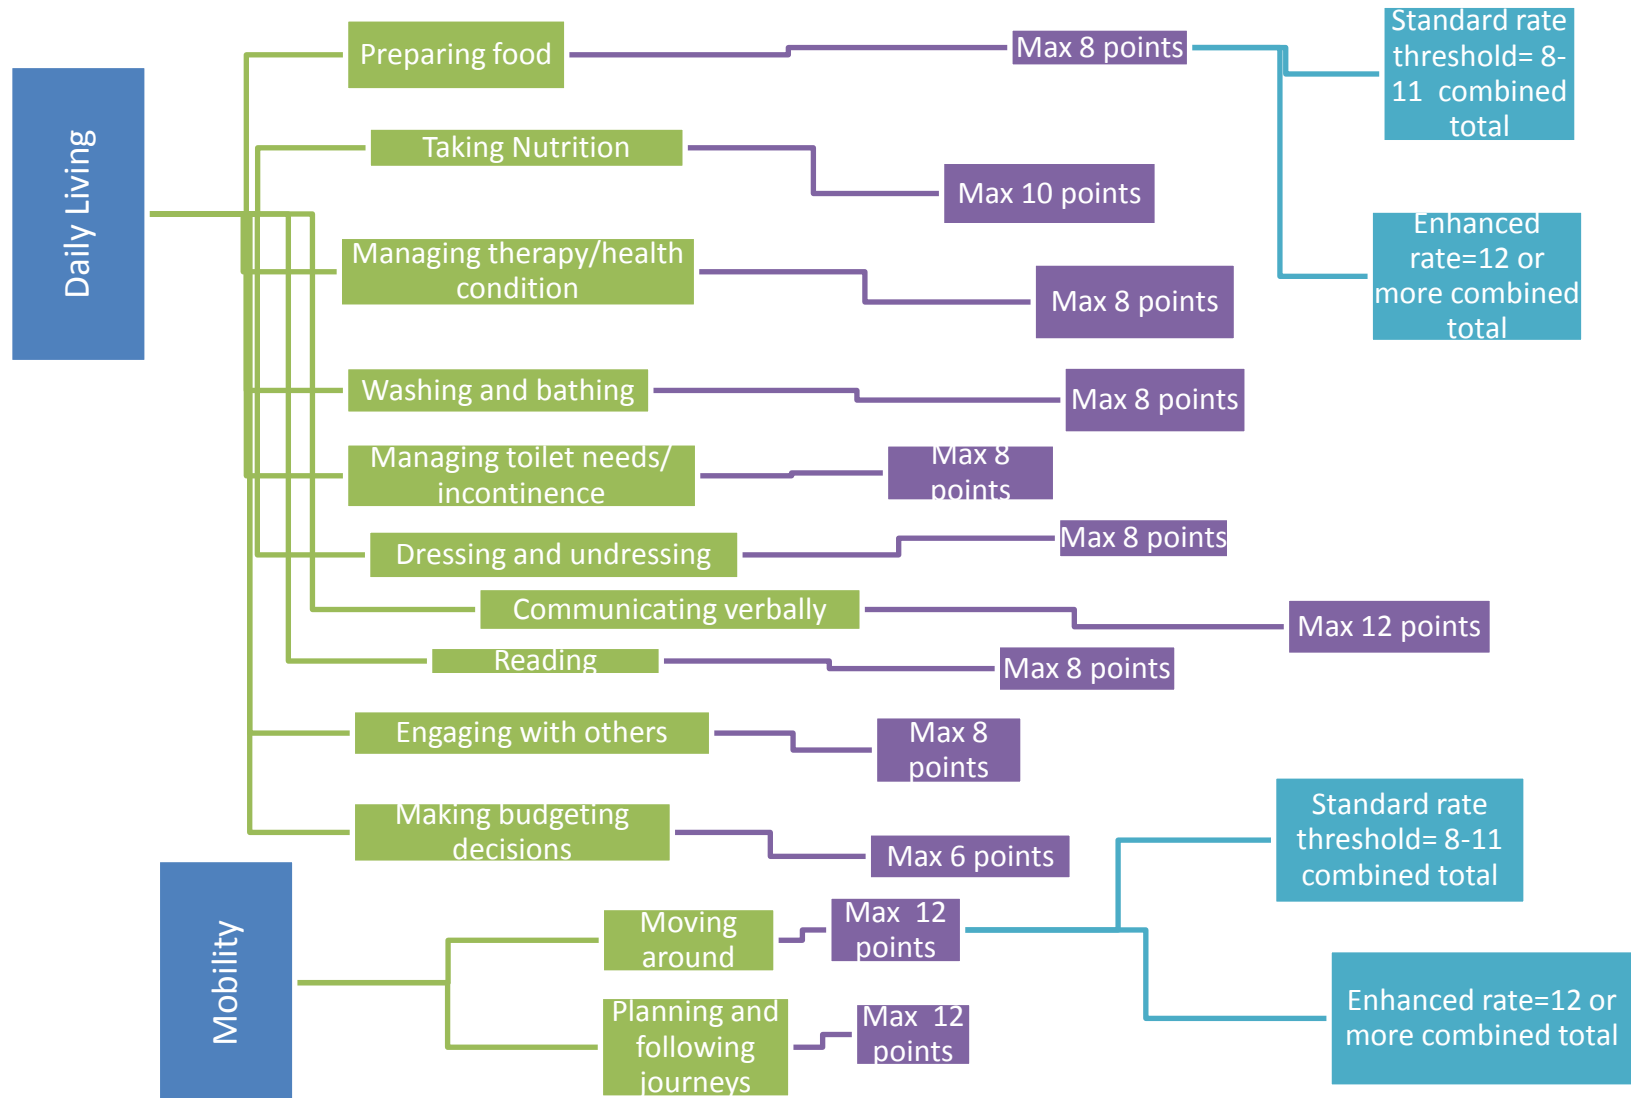 Daily Living
Preparing food
Max 8 points
Standard rate
threshold= 8-
11 combined
total
Enhanced
rate=12 or
more combined
total
Taking Nutrition
Max 10 points
Managing therapy/health
condition
Max 8 points
Washing and bathing
Max 8 points
Managing toilet needs/
incontinence
Max 8
points
Dressing and undressing
Max 8 points
Communicating verbally
Max 12 points
Reading
Max 8 points
Engaging with others
Max 8
points
Making budgeting
decisions
Max 6 points
Mobility
Moving
around
Max 12
points
Standard rate
threshold= 8-11
combined total
Enhanced rate=12 or
more combined total
Planning and
following
journeys
Max 12
points